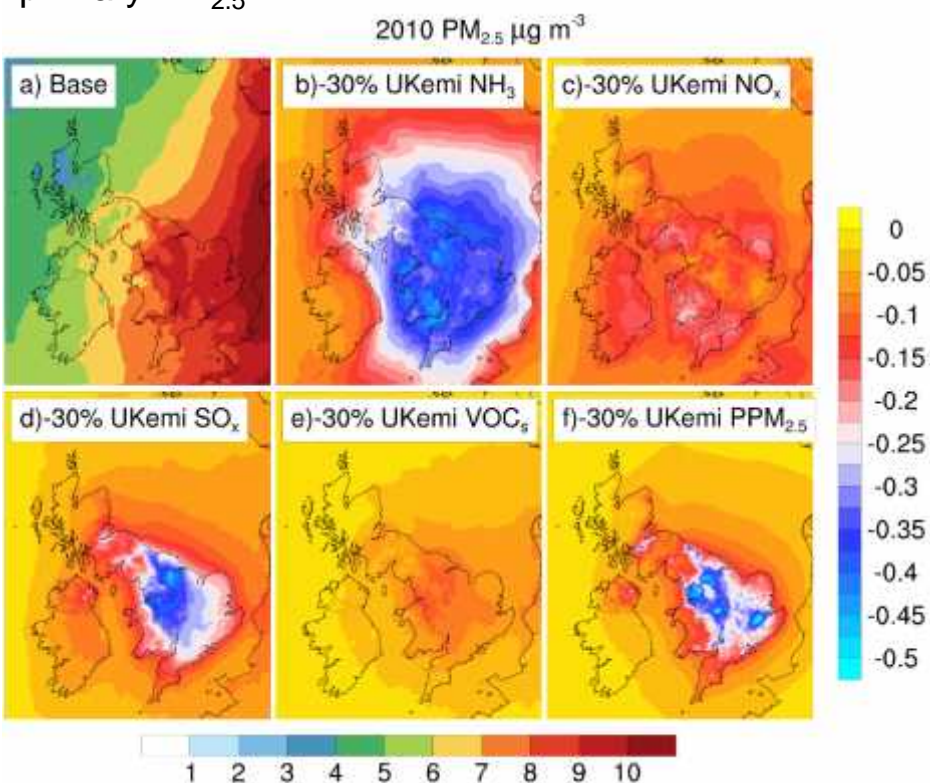 2.5
2010 PM2.5 µg m-3
a) Base
b)-30% UKemi NH3
c)-30% UKemi NOx
0
-0.05
-0.1
-0.15
-0.2
-0.25
-0.3
-0.35
-0.4
-0.45
-0.5
d)-30% UKemi SOx
e)-30% UKemi VOCs
f)-30% UKemi PPM2.5
1 2 3 4 5 6 7 8 9 10